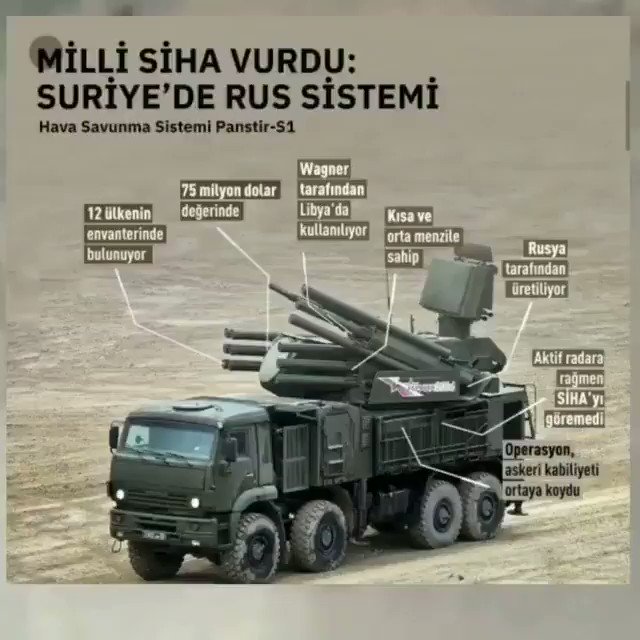 MİLLİ SİHA VURDU:
SURİYE'DE RUS SİSTEMİ
Hava Savunma Sistemi Panstir-S1
12 ülkenin
envanterinde
bulunuyor
75 milyon dolar
değerinde
Wagner
tarafından
Libya'da
kullanılıyor
Kısa ve
orta menzile
sahip
Rusya
tarafından
üretiliyor
Aktif radara
rağmen
SİHA'yı
göremedi
Operasyon,
askeri kabiliyeti
ortaya koydu